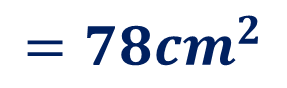 = 78cm²